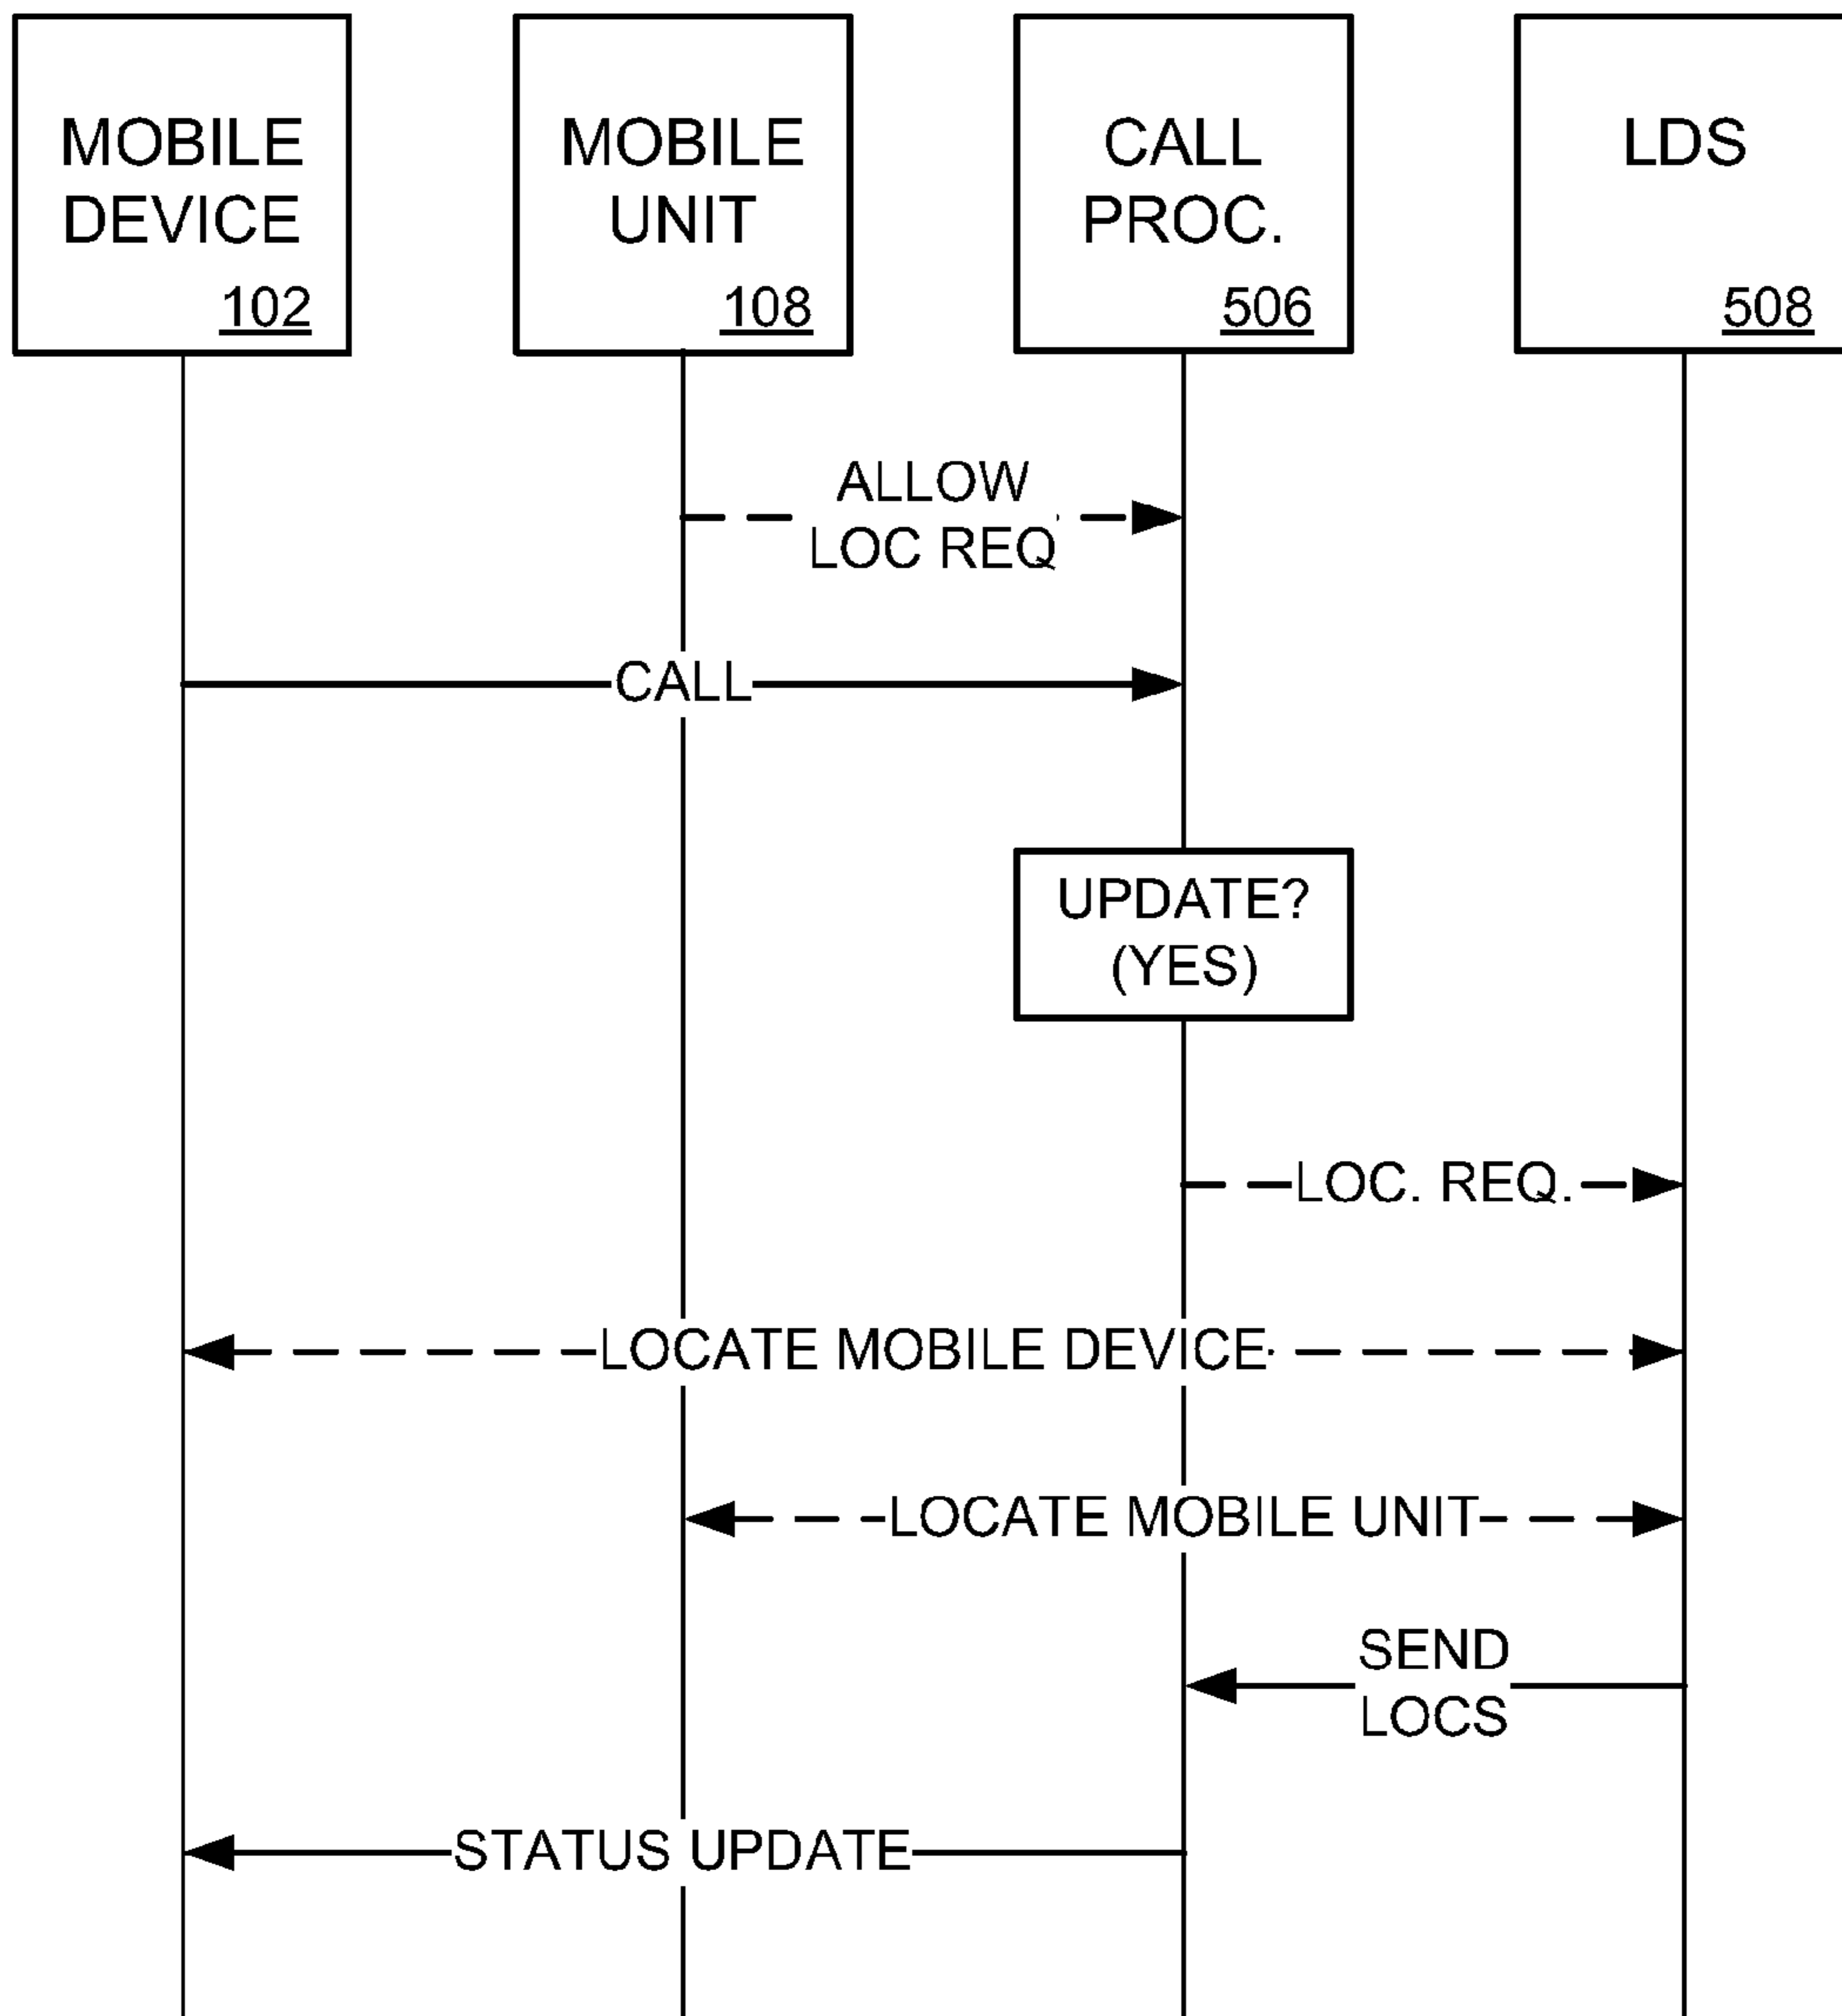 MOBILE
DEVICE
102
MOBILE
UNIT
108
CALL
PROC.
506
LDS
508
ALLOW
LOC REQ
CALL
UPDATE?
(YES)
LOC. REQ.
LOCATE MOBILE DEVICE
LOCATE MOBILE UNIT
SEND
LOCS
STATUS UPDATE